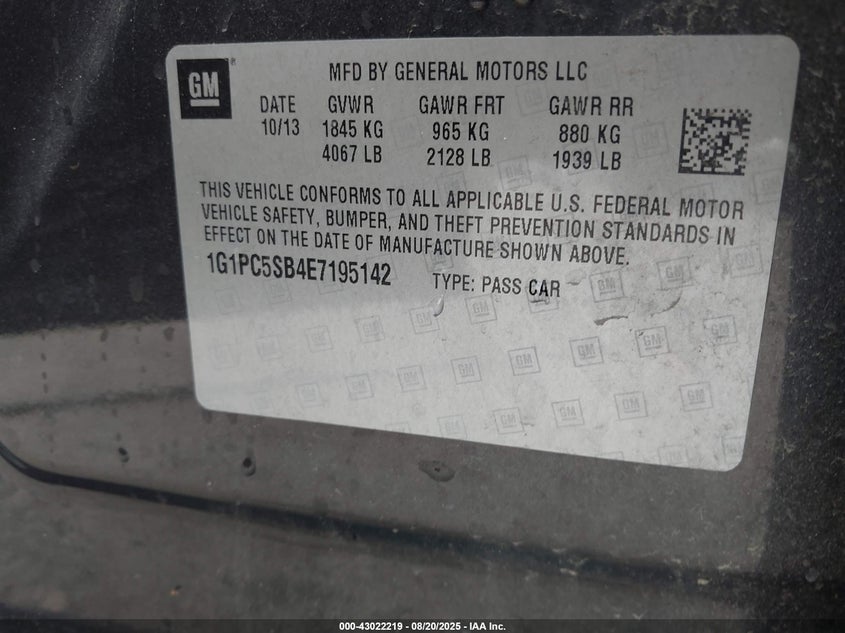 GM
MFD BY GENERAL MOTORS LLC
DATE GVWR GAWR FRT GAWR RR
10/13 1845 KG 965 KG 880 KG
4067 LB 2128 LB 1939 LB
THIS VEHICLE CONFORMS TO ALL APPLICABLE U.S. FEDERAL MOTOR
VEHICLE SAFETY, BUMPER, AND THEFT PREVENTION STANDARDS IN
EFFECT ON THE DATE OF MANUFACTURE SHOWN ABOVE.
1G1PC5SB4E7195142 TYPE: PASS CAR
000-43022219 - 08/20/2025 - IAA Inc.